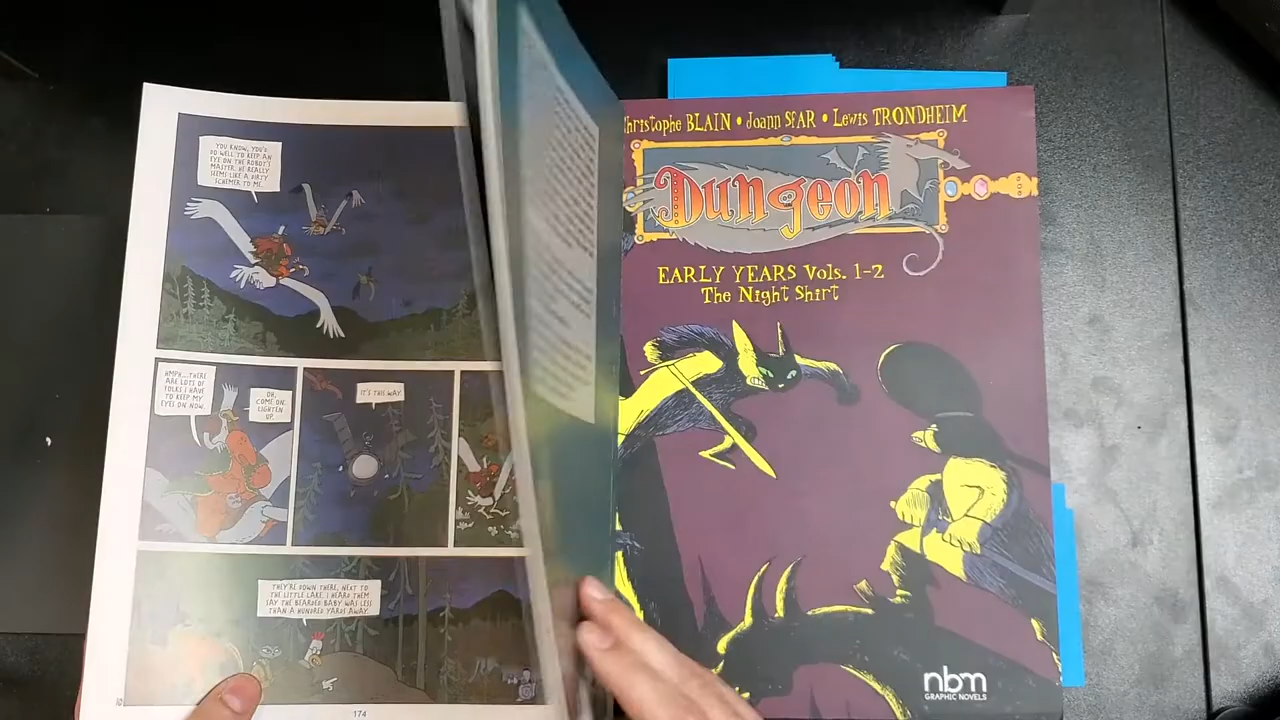 YOU KNOW, YOU'D
DO WELL TO KEEP AN
EYE ON THE ROBOT'S
MASTER. HE REALLY
SEEMS LIKE A DIRTY
SCHEMER TO ME.
HMPH...THERE
ARE LOTS OF
FOLKS I HAVE
TO KEEP MY
EYES ON NOW.
OH,
COME ON,
LIGHTEN
UP.
IT'S THIS WAY.
THEY'RE DOWN THERE, NEXT TO
THE LITTLE LAKE. I HEARD THEM
SAY THE BEARDED BABY WAS LESS
THAN A HUNDRED YARDS AWAY.
174
hristophe BLAIN • Joann SFAR • Lewis TRONDHEIM
Dungeon
EARLY YEARS Vols. 1-2
The Night Shirt
nbm
GRAPHIC NOVELS